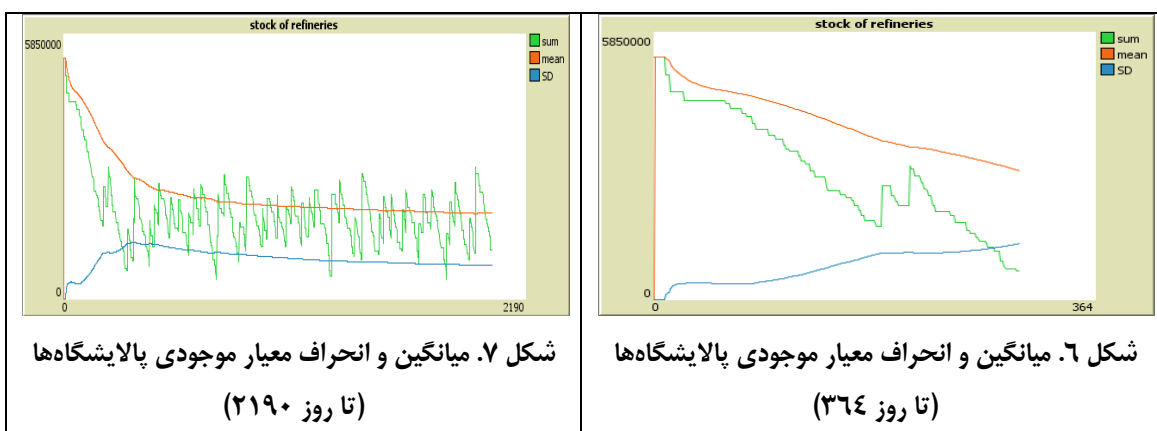 stock of refineries
5850000
sum
mean
SD
0
0
2190
شکل ۷. میانگین و انحراف معیار موجودی پالایشگاه‌ها
(تا روز ۲۱۹۰)
stock of refineries
5850000
sum
mean
SD
0
0
364
شکل ٦. میانگین و انحراف معیار موجودی پالایشگاه‌ها
(تا روز ۳٦٤)